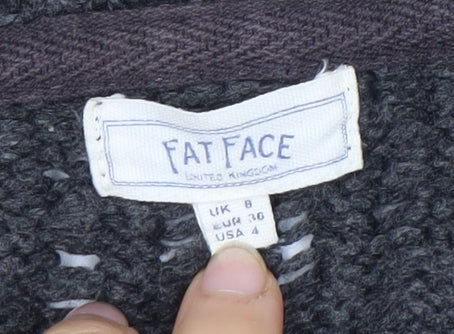 FAT FACE
UNITED KINGDOM
UK 8
EUR 36
USA 4